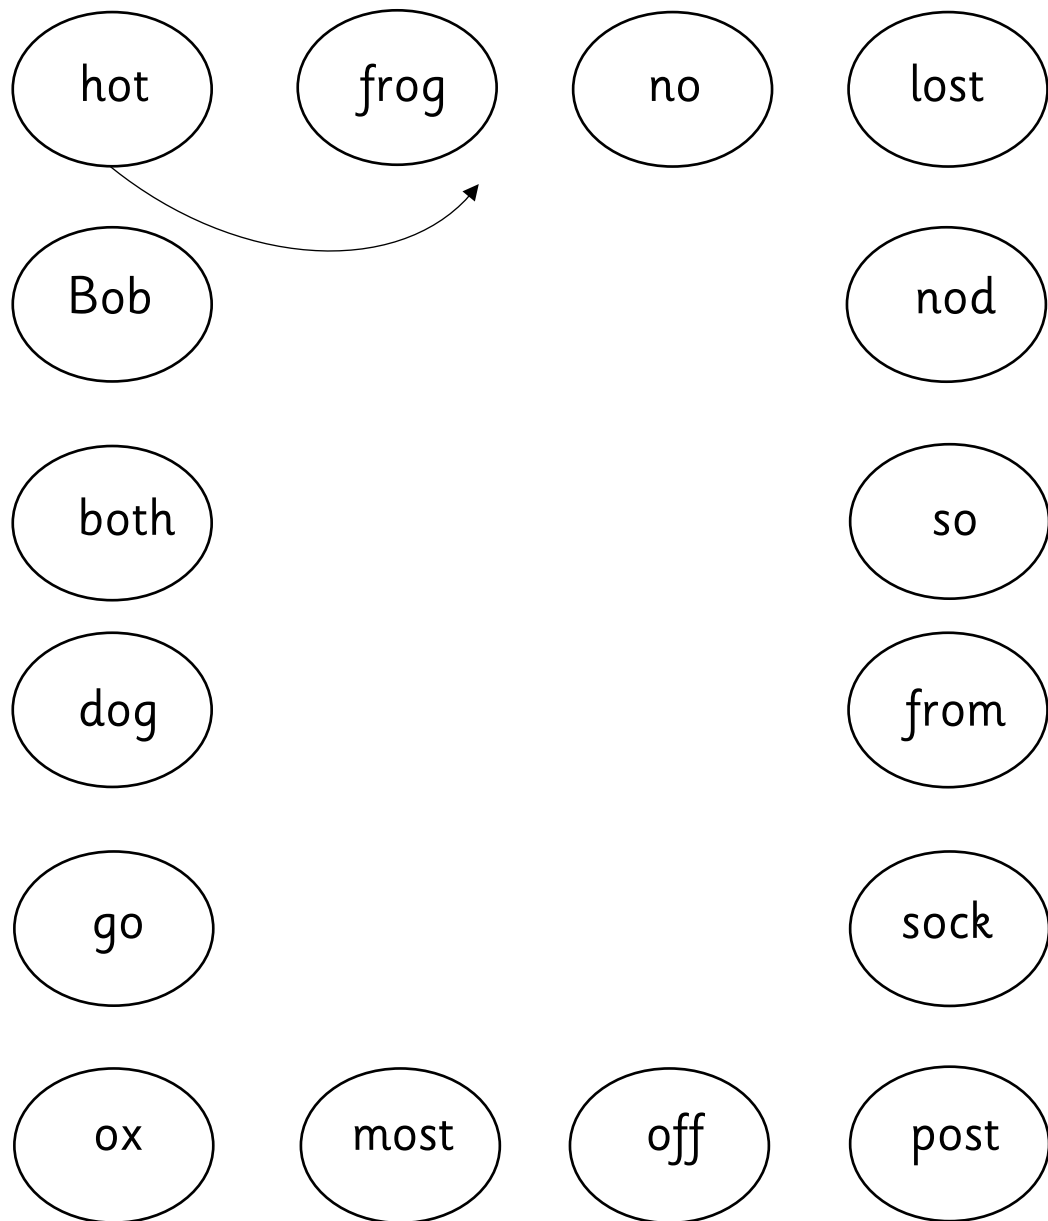 hot frog no lost
Bob nod
both so
dog from
go sock
ox most off post